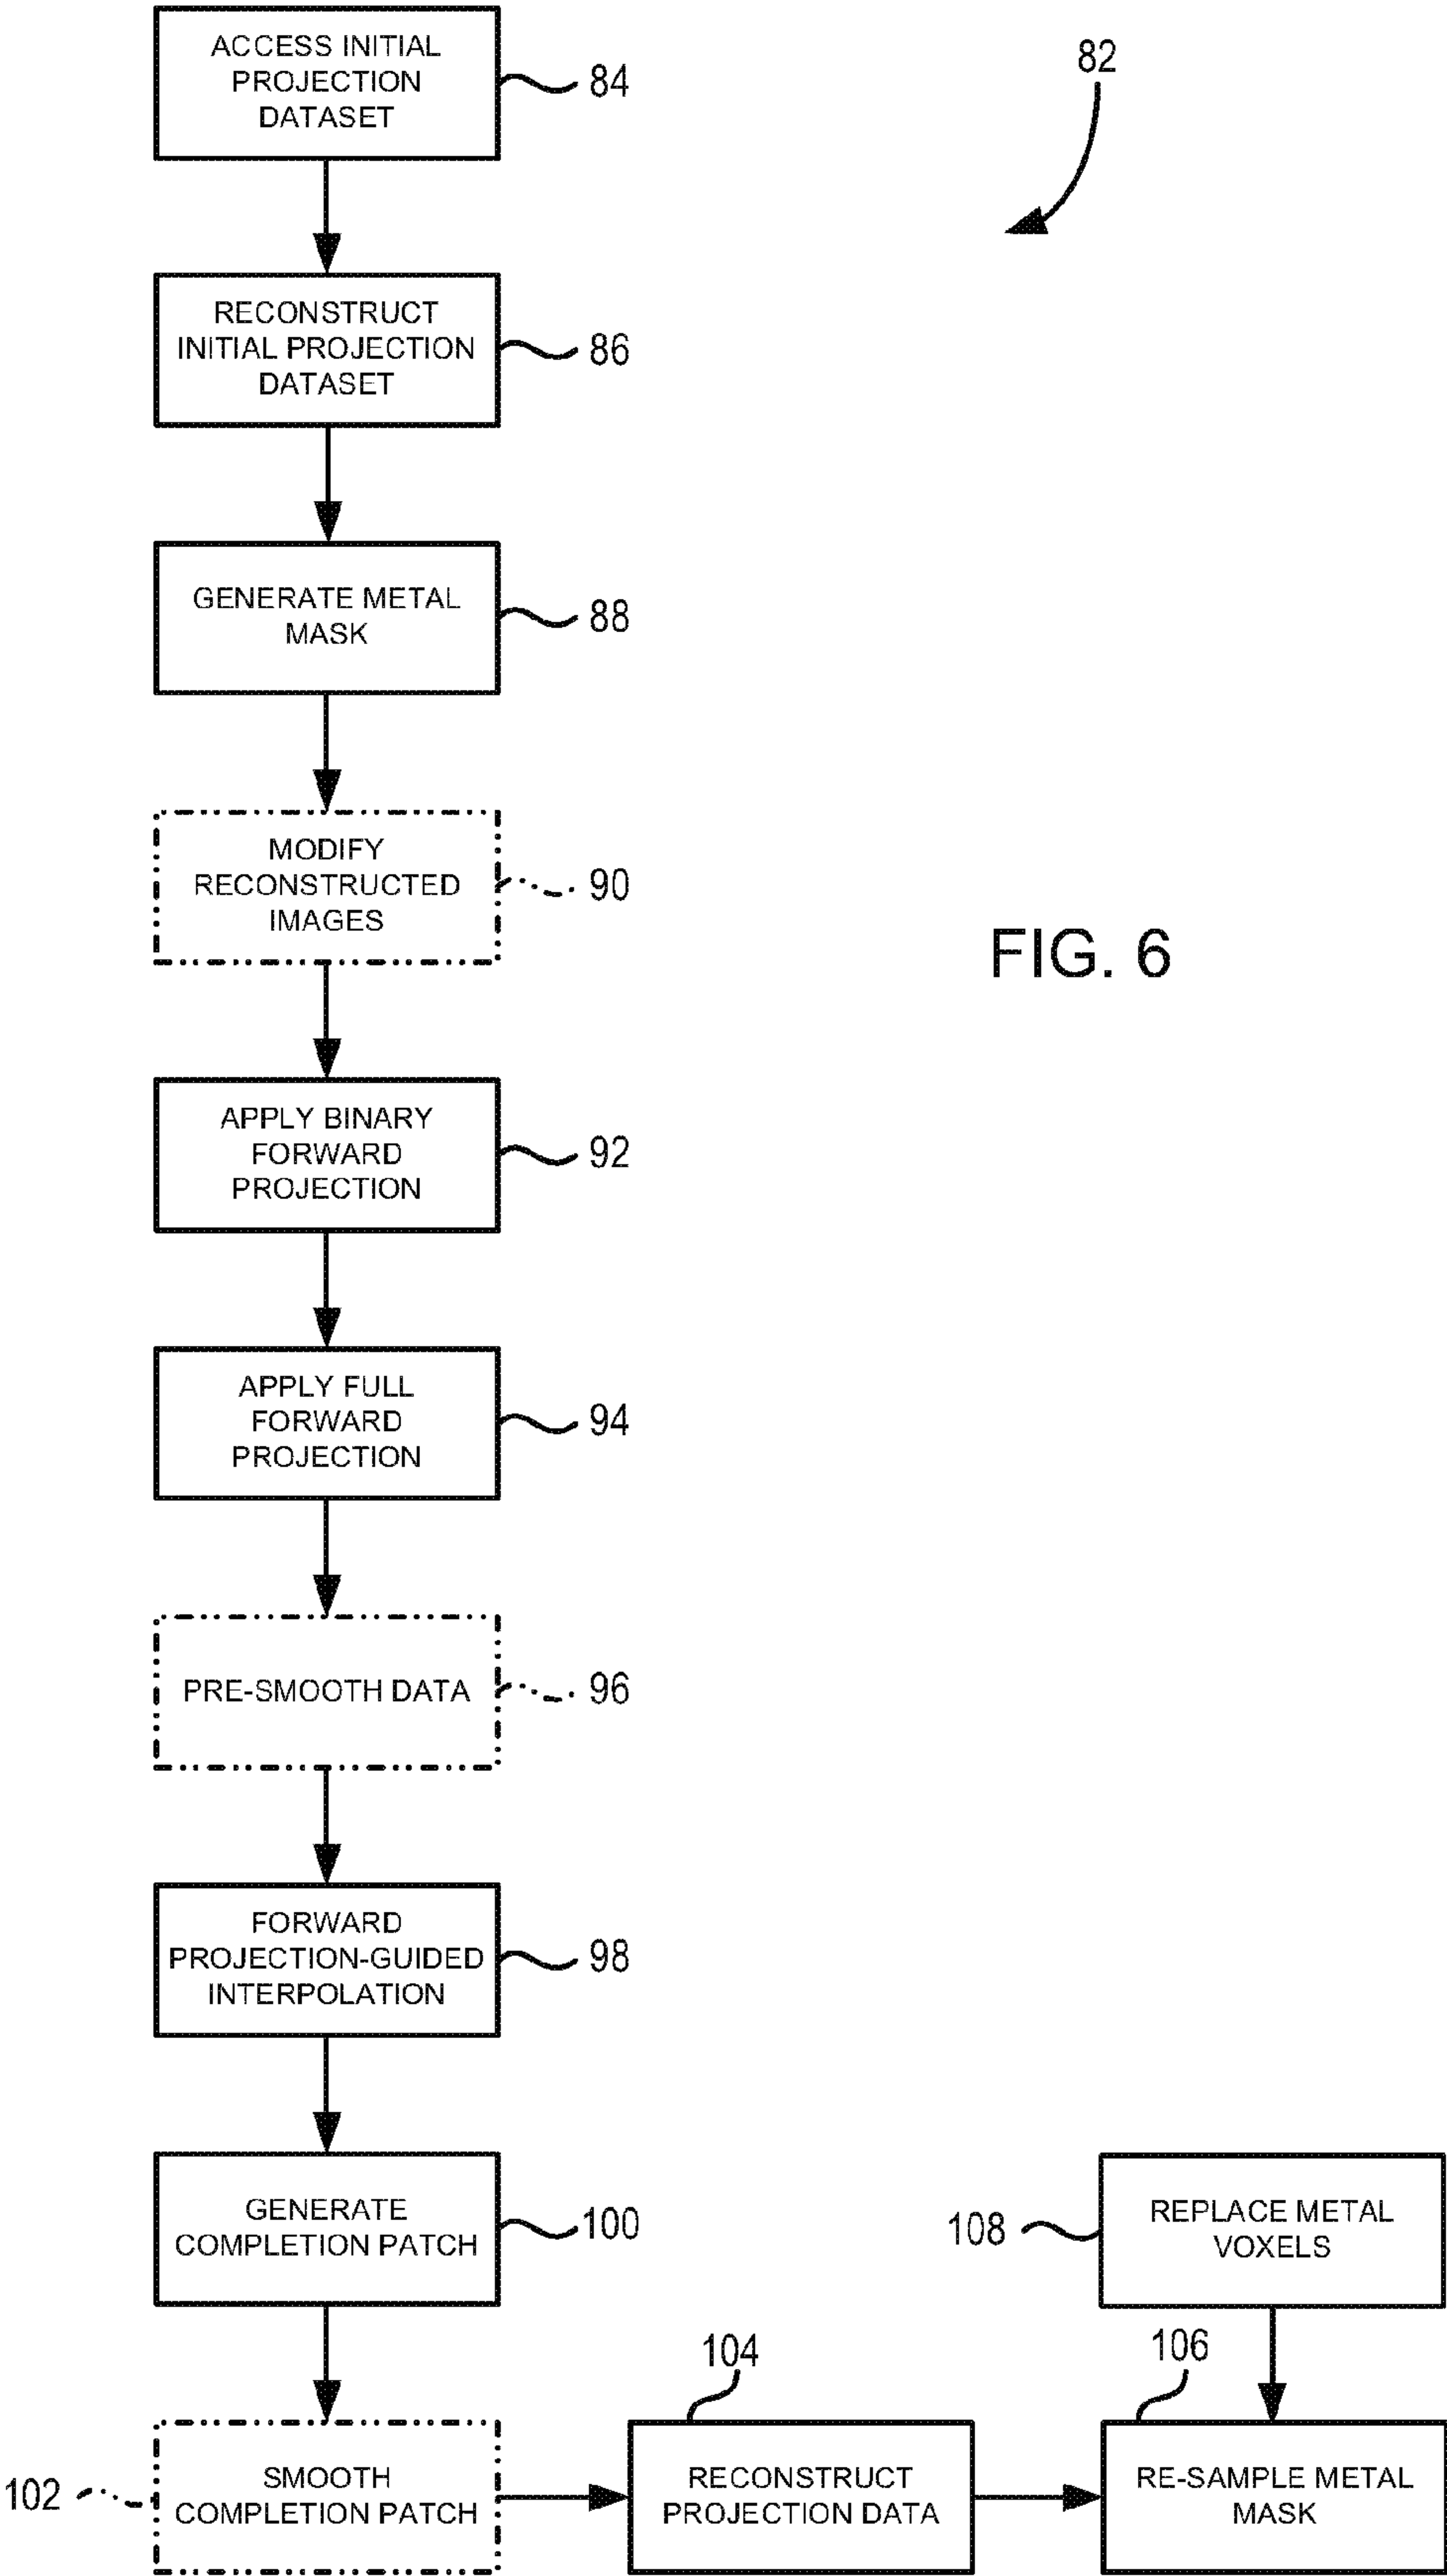 ACCESS INITIAL
PROJECTION
DATASET
84
82
RECONSTRUCT
INITIAL PROJECTION
DATASET
86
GENERATE METAL
MASK
88
MODIFY
RECONSTRUCTED
IMAGES
90
FIG. 6
APPLY BINARY
FORWARD
PROJECTION
92
APPLY FULL
FORWARD
PROJECTION
94
PRE-SMOOTH DATA
96
FORWARD
PROJECTION-GUIDED
INTERPOLATION
98
GENERATE
COMPLETION PATCH
100
108
REPLACE METAL
VOXELS
102
SMOOTH
COMPLETION PATCH
104
RECONSTRUCT
PROJECTION DATA
106
RE-SAMPLE METAL
MASK